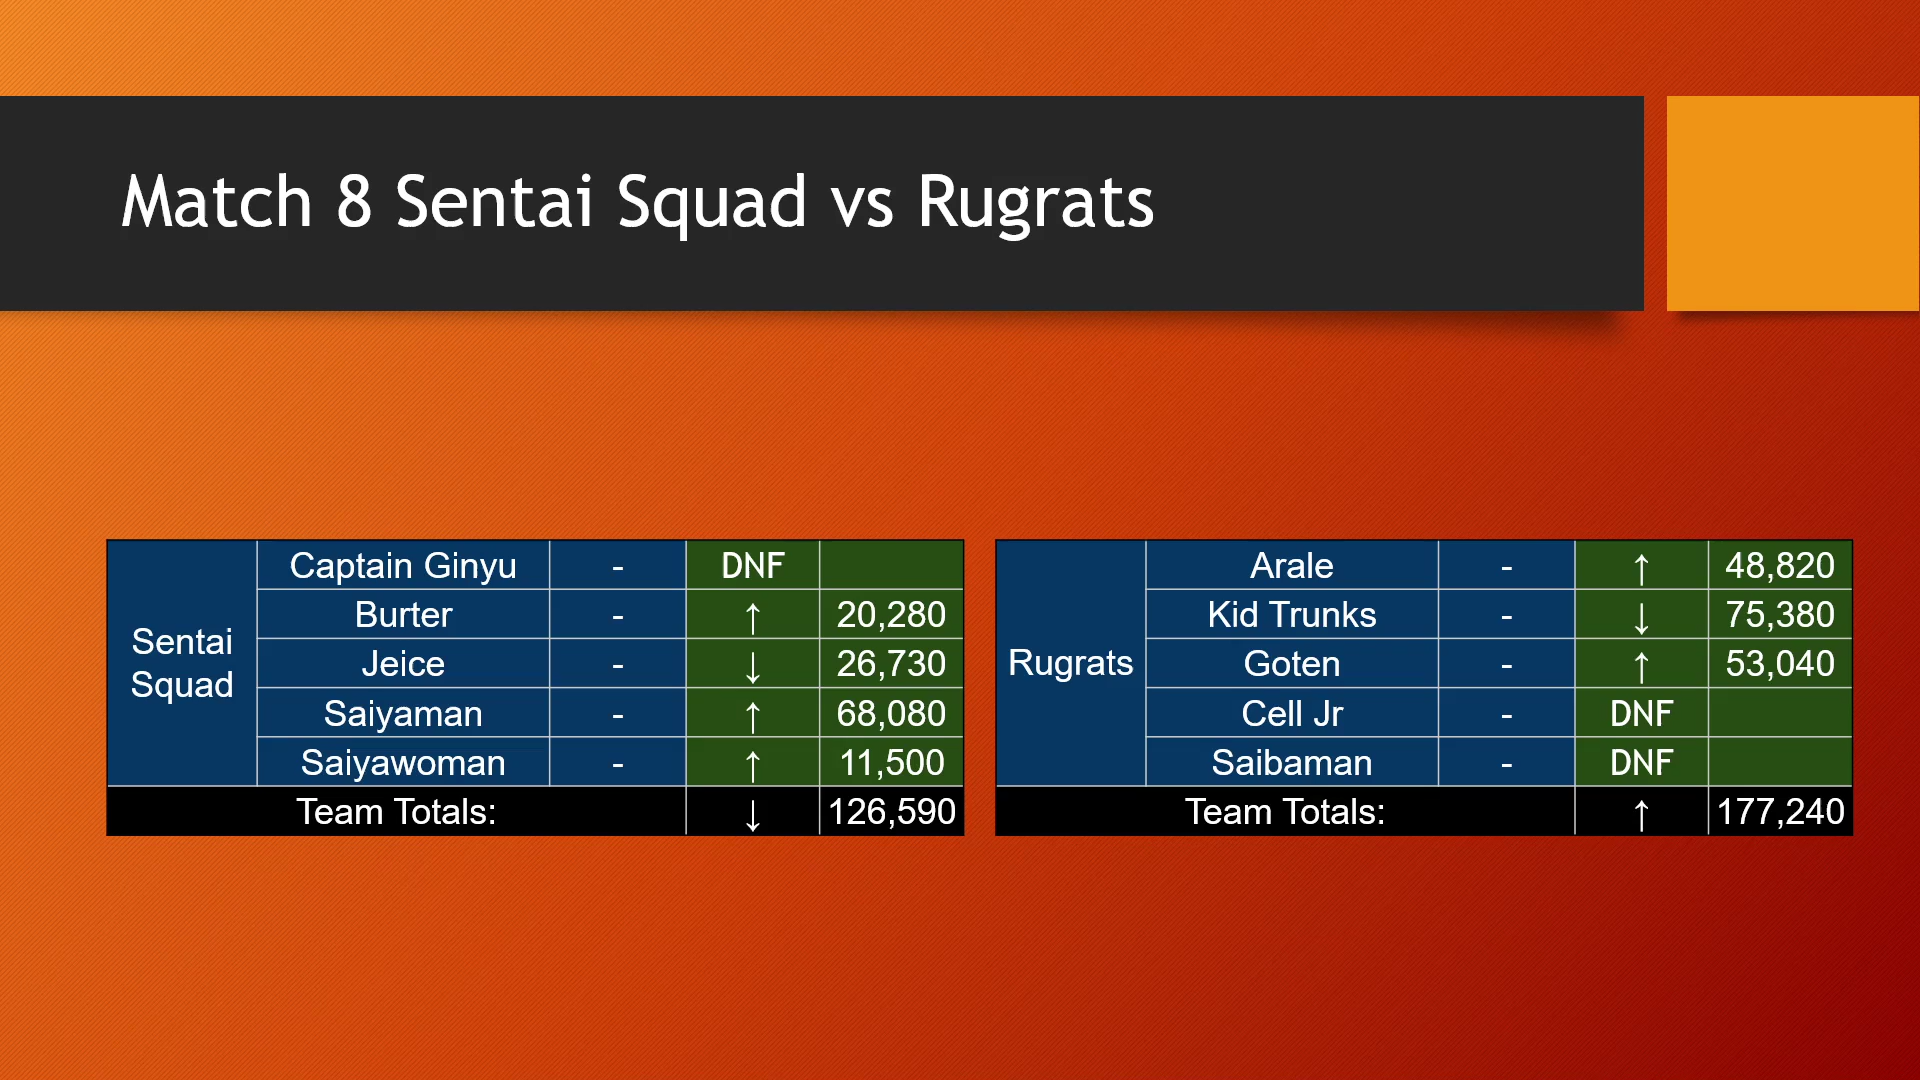 Match 8 Sentai Squad vs Rugrats
Sentai
Squad
Captain Ginyu - DNF
Burter - ↑ 20,280
Jeice - ↓ 26,730
Saiyaman - ↑ 68,080
Saiyawoman - ↑ 11,500
Team Totals: ↓ 126,590
Rugrats
Arale - ↑ 48,820
Kid Trunks - ↓ 75,380
Goten - ↑ 53,040
Cell Jr - DNF
Saibaman - DNF
Team Totals: ↑ 177,240